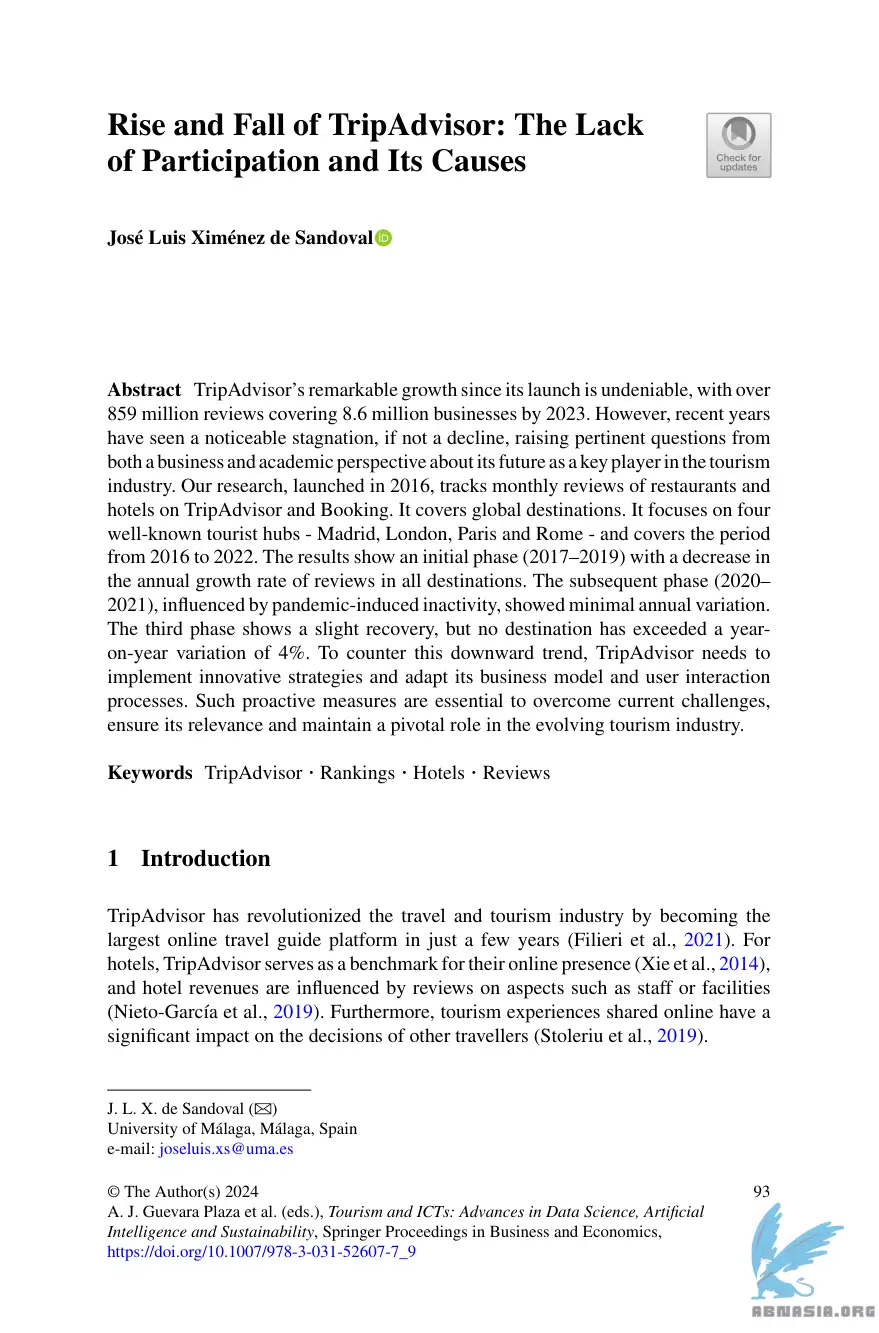 Rise and Fall of TripAdvisor: The Lack
of Participation and Its Causes
Check for
updates
José Luis Ximénez de Sandoval
iD
Abstract TripAdvisor’s remarkable growth since its launch is undeniable, with over
859 million reviews covering 8.6 million businesses by 2023. However, recent years
have seen a noticeable stagnation, if not a decline, raising pertinent questions from
both a business and academic perspective about its future as a key player in the tourism
industry. Our research, launched in 2016, tracks monthly reviews of restaurants and
hotels on TripAdvisor and Booking. It covers global destinations. It focuses on four
well-known tourist hubs - Madrid, London, Paris and Rome - and covers the period
from 2016 to 2022. The results show an initial phase (2017–2019) with a decrease in
the annual growth rate of reviews in all destinations. The subsequent phase (2020–
2021), influenced by pandemic-induced inactivity, showed minimal annual variation.
The third phase shows a slight recovery, but no destination has exceeded a year-
on-year variation of 4%. To counter this downward trend, TripAdvisor needs to
implement innovative strategies and adapt its business model and user interaction
processes. Such proactive measures are essential to overcome current challenges,
ensure its relevance and maintain a pivotal role in the evolving tourism industry.
Keywords TripAdvisor · Rankings · Hotels · Reviews
1 Introduction
TripAdvisor has revolutionized the travel and tourism industry by becoming the
largest online travel guide platform in just a few years (Filieri et al., 2021). For
hotels, TripAdvisor serves as a benchmark for their online presence (Xie et al., 2014),
and hotel revenues are influenced by reviews on aspects such as staff or facilities
(Nieto-García et al., 2019). Furthermore, tourism experiences shared online have a
significant impact on the decisions of other travellers (Stoleriu et al., 2019).
J. L. X. de Sandoval (✉)
University of Málaga, Málaga, Spain
e-mail: joseluis.xs@uma.es
© The Author(s) 2024 93
A. J. Guevara Plaza et al. (eds.), Tourism and ICTs: Advances in Data Science, Artificial
Intelligence and Sustainability, Springer Proceedings in Business and Economics,
https://doi.org/10.1007/978-3-031-52607-7_9
ABNASIA.ORG